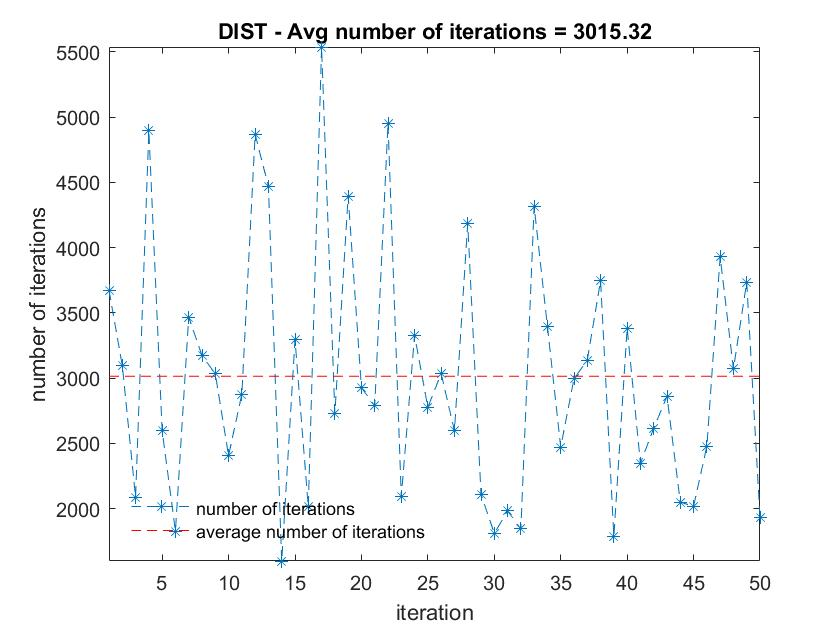 DIST - Avg number of iterations = 3015.32
5500
5000
4500
4000
3500
3000
2500
2000
number of iterations
number of iterations
average number of iterations
5 10 15 20 25 30 35 40 45 50
iteration